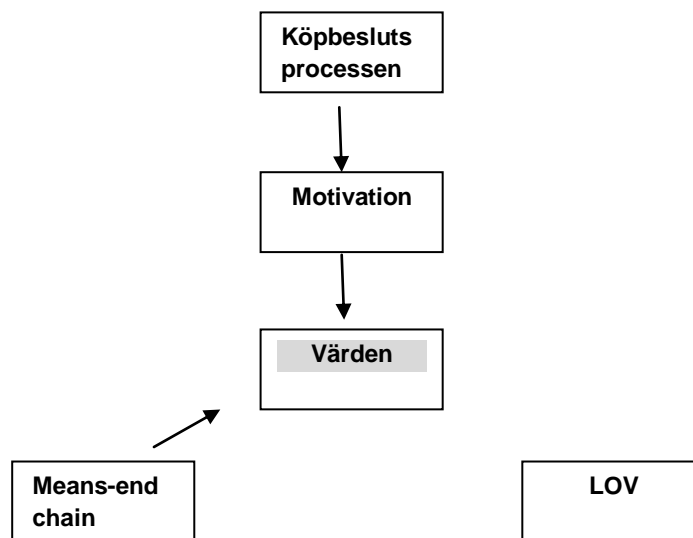 Köpbesluts
processen
Motivation
Värden
Means-end
chain
LOV